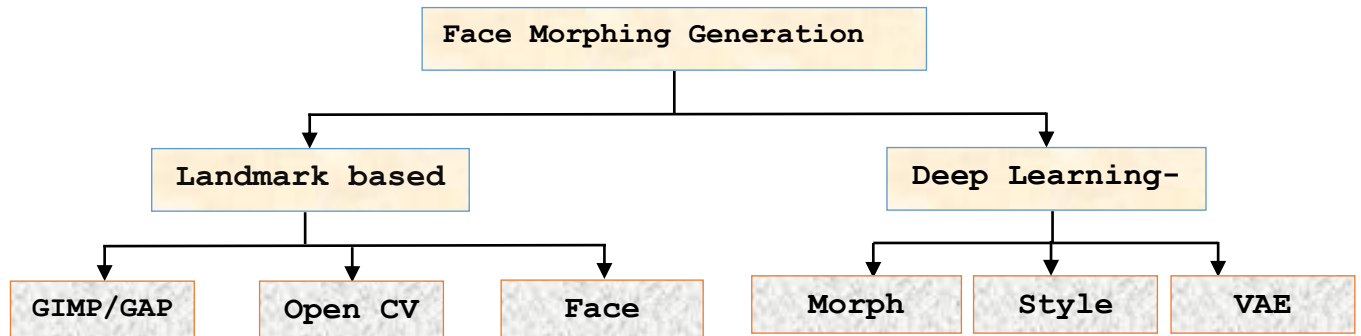 Face Morphing Generation
Landmark based
Deep Learning-
GIMP/GAP
Open CV
Face
Morph
Style
VAE